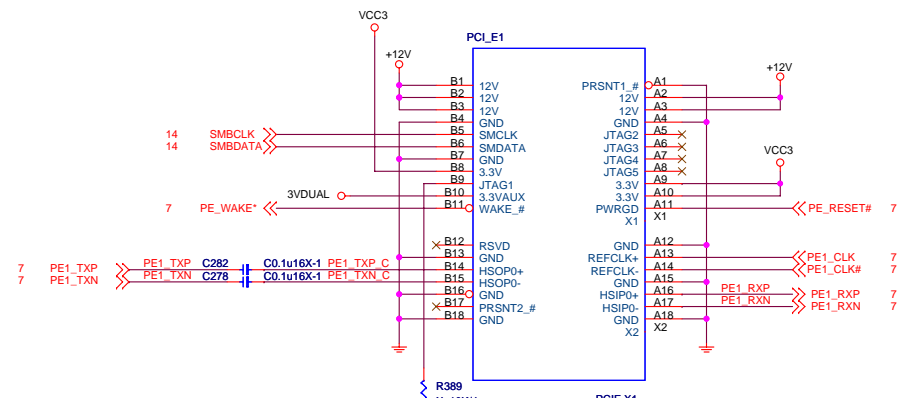 VCC3
PCI_E1
+12V
+12V
B1 12V PRSNT1_# A1
B2 12V 12V A2
B3 12V 12V A3
B4 GND GND A4
14 SMBCLK B5 SMCLK JTAG2 A5
14 SMBDATA B6 SMDATA JTAG3 A6
B7 GND JTAG4 A7
VCC3
B8 3.3V JTAG5 A8
B9 JTAG1 3.3V A9
3VDUAL B10 3.3VAUX 3.3V A10
7 PE_WAKE* B11 WAKE_# PWRGD A11 PE_RESET# 7
X1 X1
B12 RSVD GND A12
B13 GND REFCLK+ A13 PE1_CLK 7
7 PE1_TXP PE1_TXP C282 C0.1u16X-1 PE1_TXP_C B14 HSOP0+ REFCLK- A14 PE1_CLK# 7
7 PE1_TXN PE1_TXN C278 C0.1u16X-1 PE1_TXN_C B15 HSOP0- GND A15
B16 GND HSIP0+ A16 PE1_RXP PE1_RXP 7
B17 PRSNT2_# HSIP0- A17 PE1_RXN PE1_RXN 7
B18 GND GND A18
X2 X2
R389